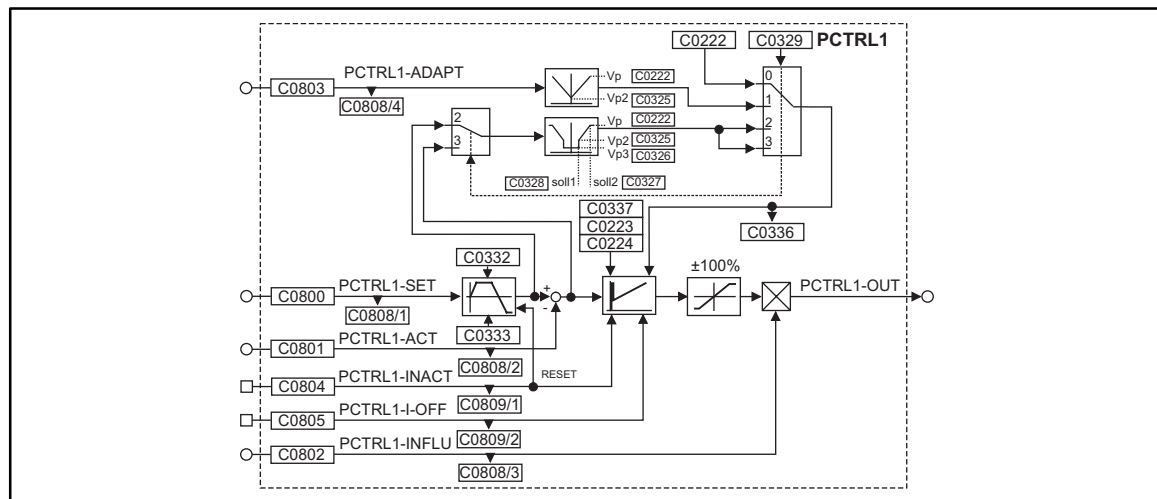 C0222 C0329 PCTRL1
C0803 PCTRL1-ADAPT
C0808/4
Vp C0222
Vp2 C0325
0
1
2
3
2
3
Vp C0222
Vp2 C0325
Vp3 C0326
C0328 soll1 soll2 C0327
C0337
C0223
C0224
C0336
C0332
±100%
C0800 PCTRL1-SET
+
-
PCTRL1-OUT
C0808/1
C0333
C0801 PCTRL1-ACT
C0808/2
RESET
C0804 PCTRL1-INACT
C0809/1
C0805 PCTRL1-I-OFF
C0809/2
C0802 PCTRL1-INFLU
C0808/3